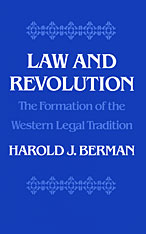 LAW AND
REVOLUTION
The Formation of the
Western Legal Tradition
HAROLD J. BERMAN